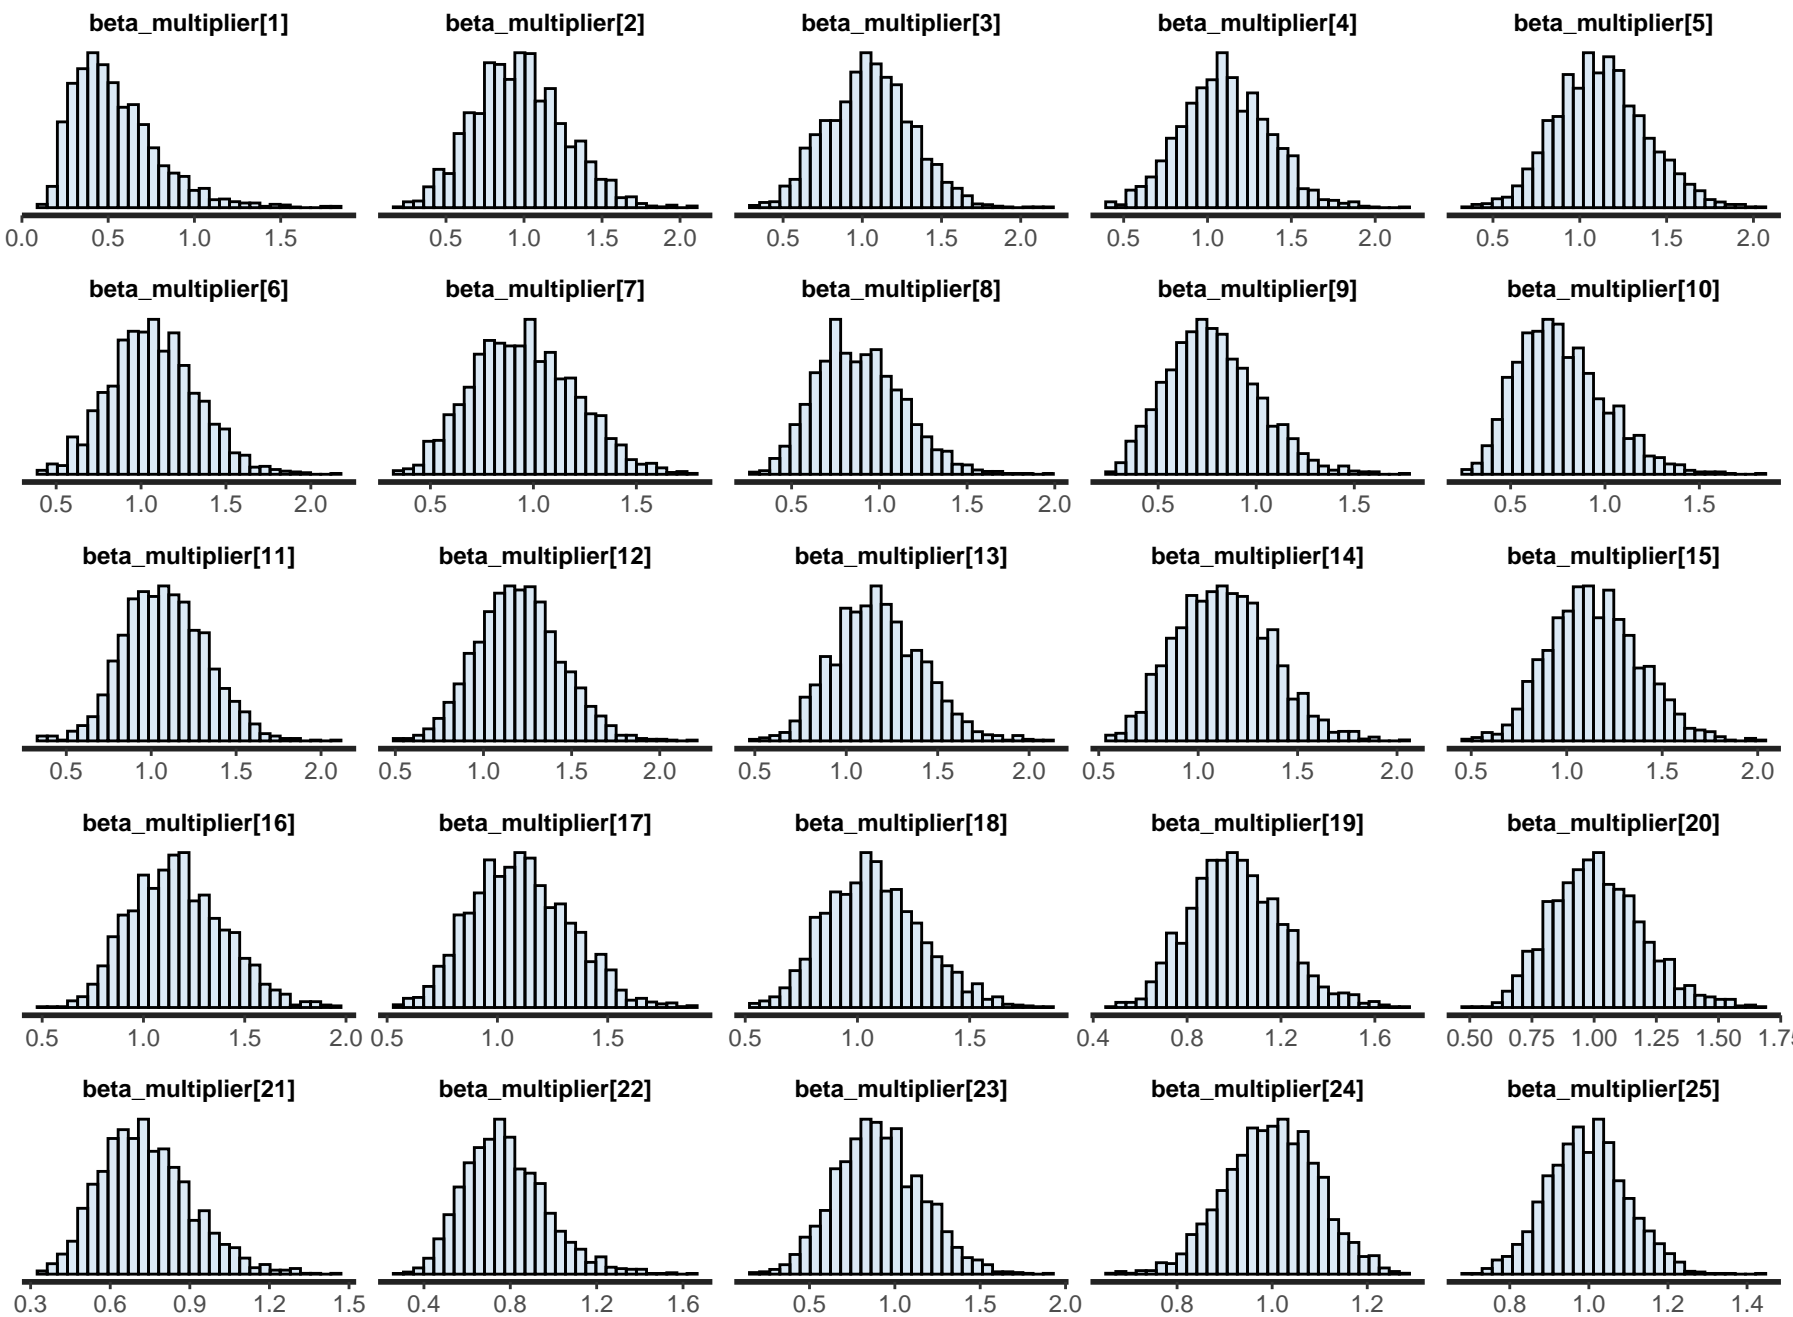 beta_multiplier[1] beta_multiplier[2] beta_multiplier[3] beta_multiplier[4] beta_multiplier[5]
0.0 0.5 1.0 1.5 0.5 1.0 1.5 2.0 0.5 1.0 1.5 2.0 0.5 1.0 1.5 2.0 0.5 1.0 1.5 2.0
beta_multiplier[6] beta_multiplier[7] beta_multiplier[8] beta_multiplier[9] beta_multiplier[10]
0.5 1.0 1.5 2.0 0.5 1.0 1.5 0.5 1.0 1.5 2.0 0.5 1.0 1.5 0.5 1.0 1.5
beta_multiplier[11] beta_multiplier[12] beta_multiplier[13] beta_multiplier[14] beta_multiplier[15]
0.5 1.0 1.5 2.0 0.5 1.0 1.5 2.0 0.5 1.0 1.5 2.0 0.5 1.0 1.5 2.0 0.5 1.0 1.5 2.0
beta_multiplier[16] beta_multiplier[17] beta_multiplier[18] beta_multiplier[19] beta_multiplier[20]
0.5 1.0 1.5 2.0 0.5 1.0 1.5 0.5 1.0 1.5 0.4 0.8 1.2 1.6 0.50 0.75 1.00 1.25 1.50 1.75
beta_multiplier[21] beta_multiplier[22] beta_multiplier[23] beta_multiplier[24] beta_multiplier[25]
0.3 0.6 0.9 1.2 1.5 0.4 0.8 1.2 1.6 0.5 1.0 1.5 2.0 0.8 1.0 1.2 0.8 1.0 1.2 1.4